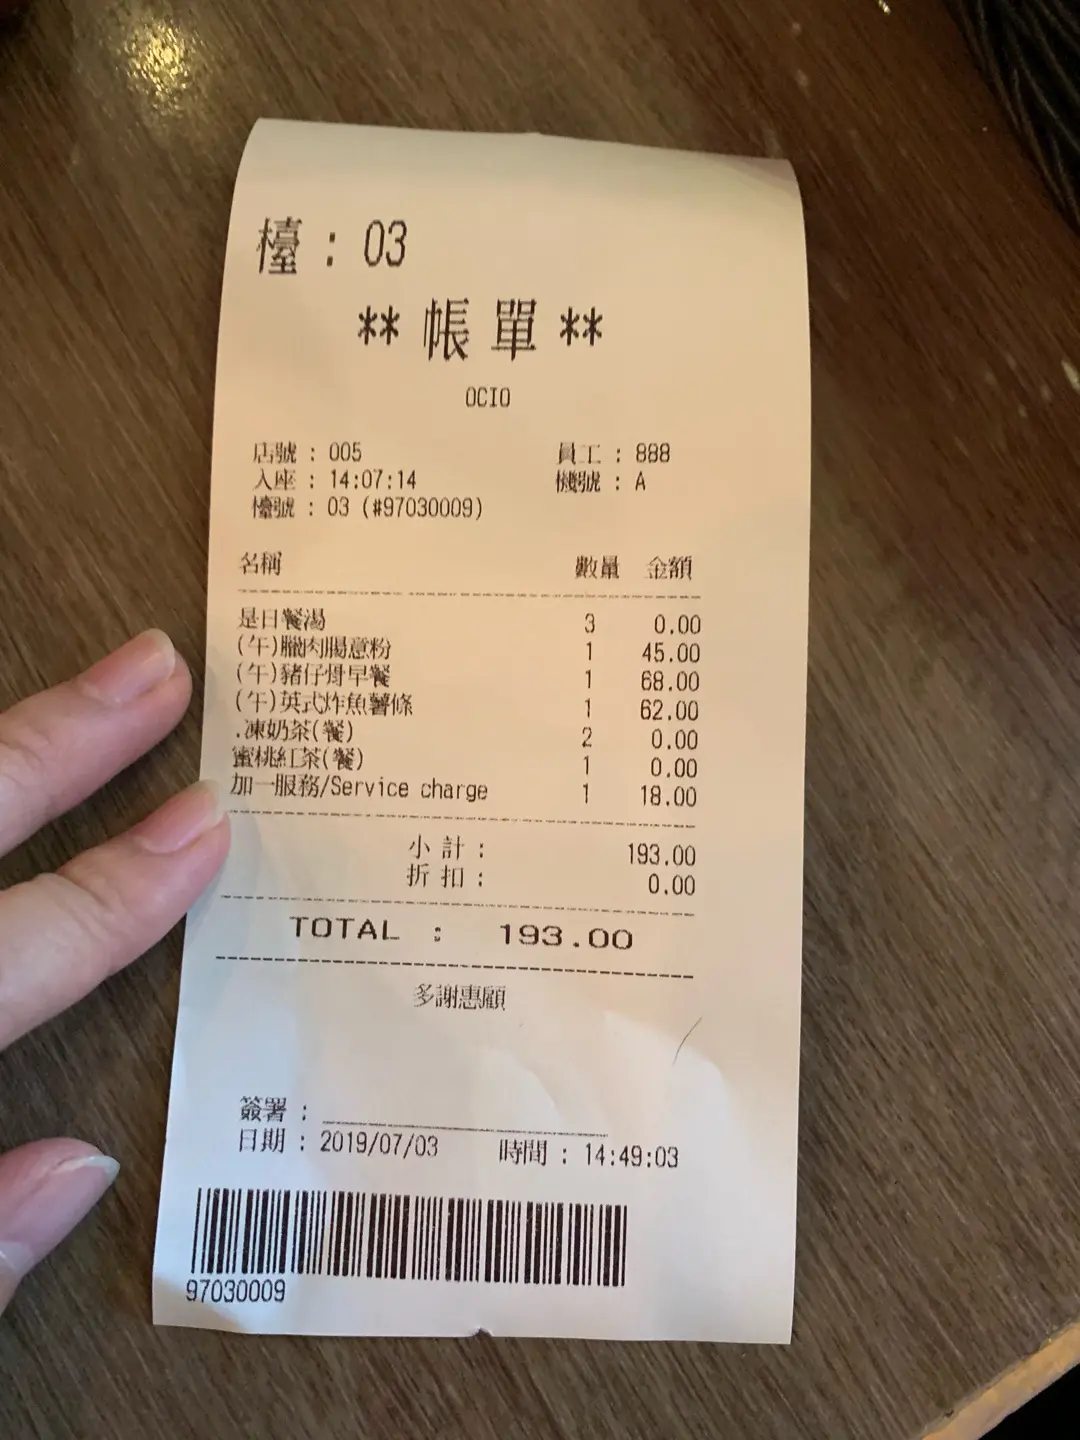 檯 : 03
** 帳 單 **
OCIO
店號 : 005 員工 : 888
入座 : 14:07:14 機號 : A
檯號 : 03 (#97030009)
名稱 數量 金額
是日餐湯 3 0.00
(午)臘肉腸意粉 1 45.00
(午)豬仔骨早餐 1 68.00
(午)英式炸魚薯條 1 62.00
.凍奶茶(餐) 2 0.00
蜜桃紅茶(餐) 1 0.00
加一服務/Service charge 1 18.00
小 計 : 193.00
折 扣 : 0.00
TOTAL : 193.00
多謝惠顧
簽署 :
日期 : 2019/07/03 時間 : 14:49:03
97030009